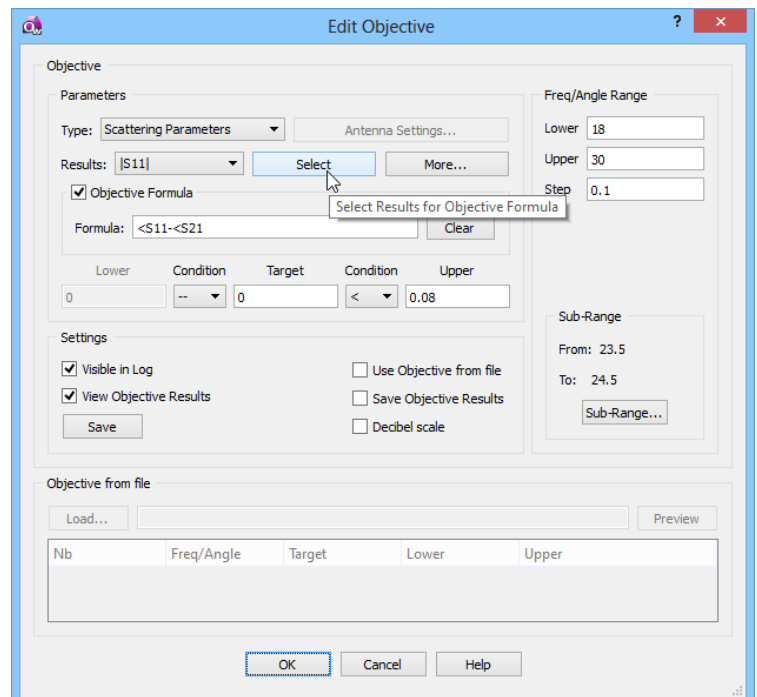 Edit Objective
?
Objective
Parameters
Type: Scattering Parameters
Antenna Settings...
Results: |S11|
Select
More...
Select Results for Objective Formula
Objective Formula
Formula: <S11-<S21
Clear
Lower Condition Target Condition Upper
0 -- 0 < 0.08
Freq/Angle Range
Lower 18
Upper 30
Step 0.1
Sub-Range
From: 23.5
To: 24.5
Sub-Range...
Settings
Visible in Log
View Objective Results
Save
Use Objective from file
Save Objective Results
Decibel scale
Objective from file
Load...
Preview
Nb Freq/Angle Target Lower Upper
OK Cancel Help